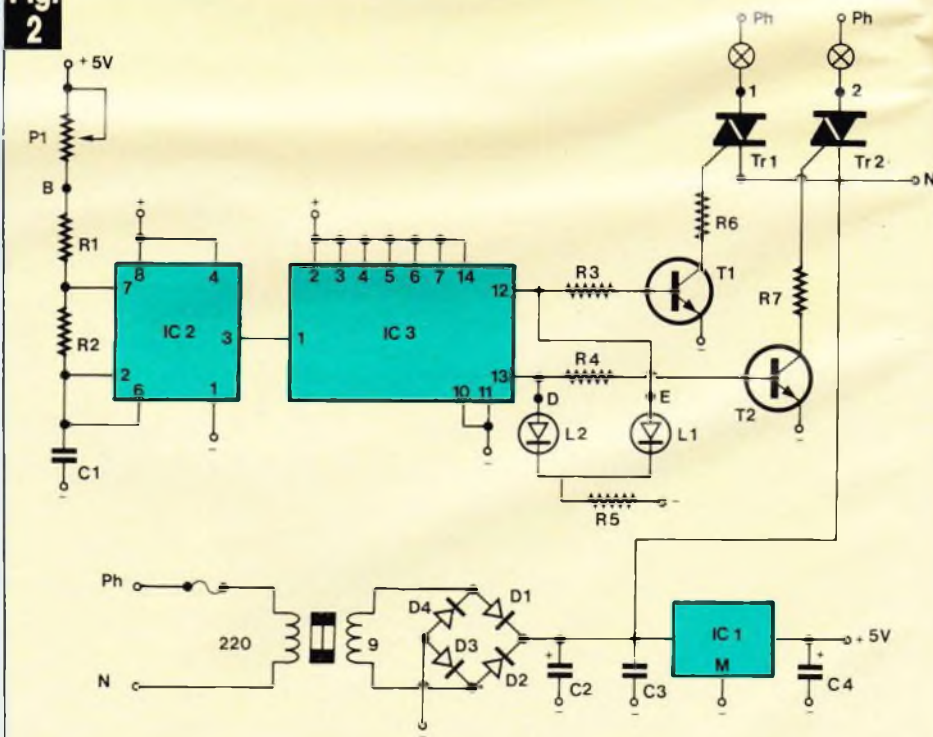 Fig.
2
+ 5V
Ph
Ph
1
2
P1
Tr1
Tr2
N
B
R6
+
+
R1
T1
8
4
2
3
4
5
6
7
14
R3
7
12
R7
IC 2
IC 3
R2
3
1
R4
2
13
D
E
T2
6
1
10
11
L2
L1
C1
−
−
−
−
−
R5
−
Ph
D4
D1
220
9
D3
IC 1
+ 5V
M
N
D2
+
C2
C3
+
C4
−
−
−
−
−